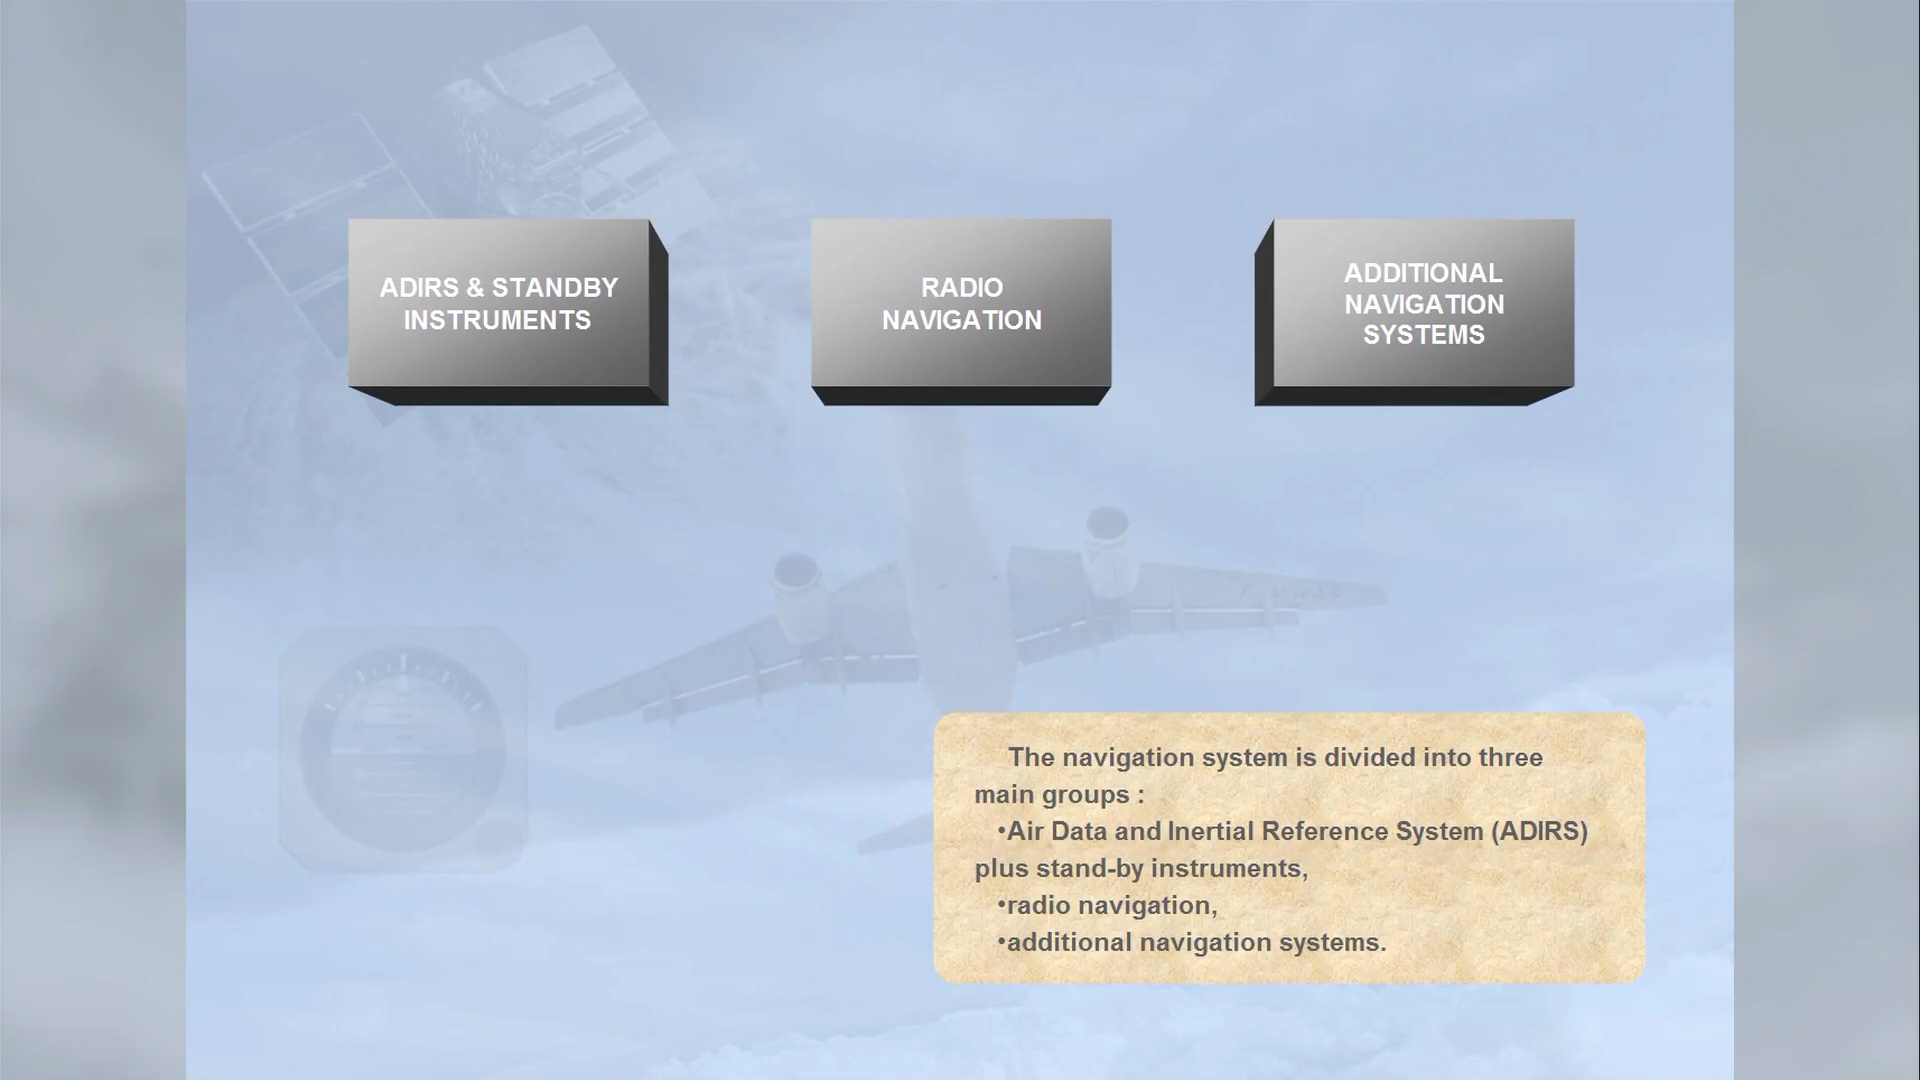 ADIRS & STANDBY
INSTRUMENTS
RADIO
NAVIGATION
ADDITIONAL
NAVIGATION
SYSTEMS
The navigation system is divided into three
main groups :
•Air Data and Inertial Reference System (ADIRS)
plus stand-by instruments,
•radio navigation,
•additional navigation systems.